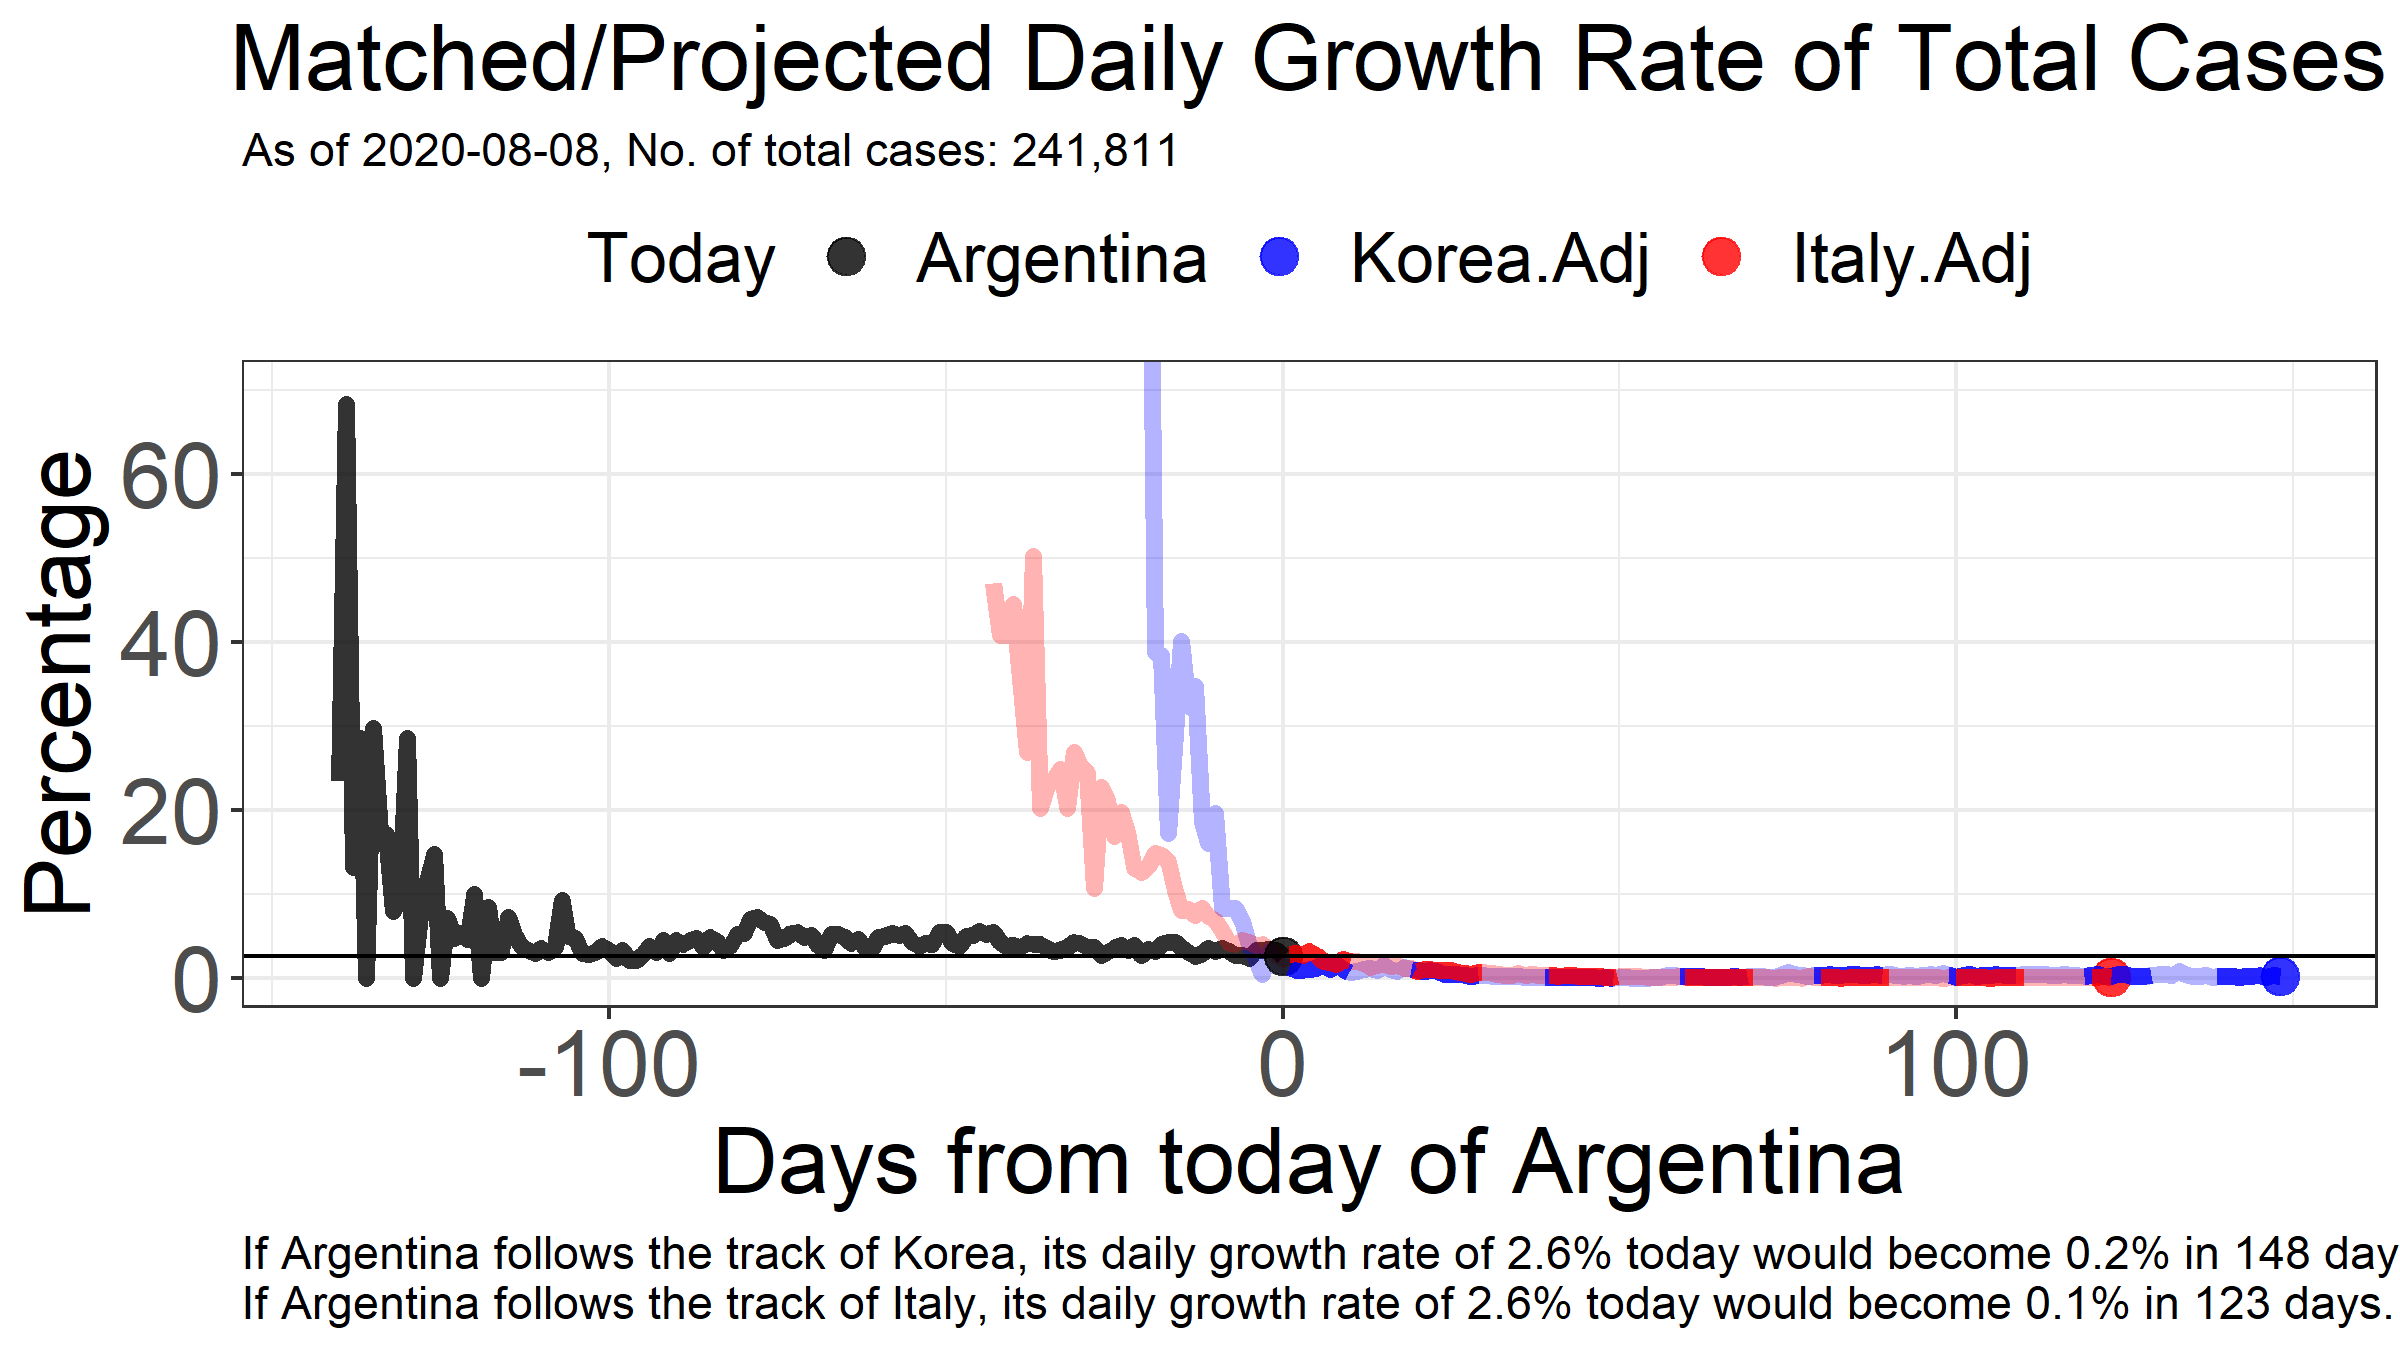 Matched/Projected Daily Growth Rate of Total Cases
As of 2020-08-08, No. of total cases: 241,811
Today Argentina Korea.Adj Italy.Adj
Percentage
60
40
20
0
-100 0 100
Days from today of Argentina
If Argentina follows the track of Korea, its daily growth rate of 2.6% today would become 0.2% in 148 day
If Argentina follows the track of Italy, its daily growth rate of 2.6% today would become 0.1% in 123 days.